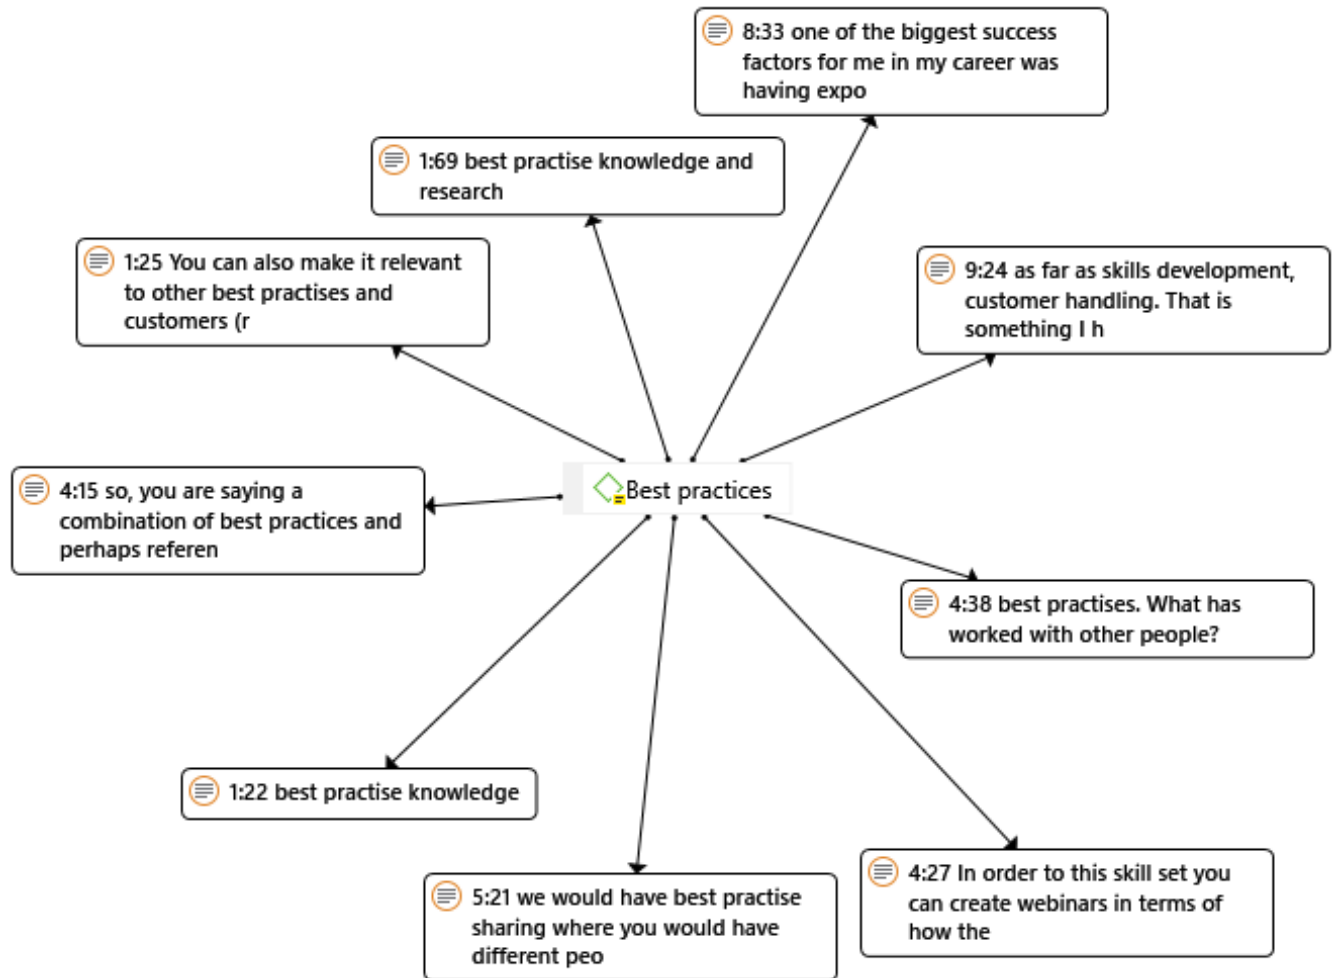 8:33 one of the biggest success
factors for me in my career was
having expo
1:69 best practise knowledge and
research
1:25 You can also make it relevant
to other best practises and
customers (r
9:24 as far as skills development,
customer handling. That is
something I h
4:15 so, you are saying a
combination of best practices and
perhaps referen
Best practices
4:38 best practises. What has
worked with other people?
1:22 best practise knowledge
5:21 we would have best practise
sharing where you would have
different peo
4:27 In order to this skill set you
can create webinars in terms of
how the